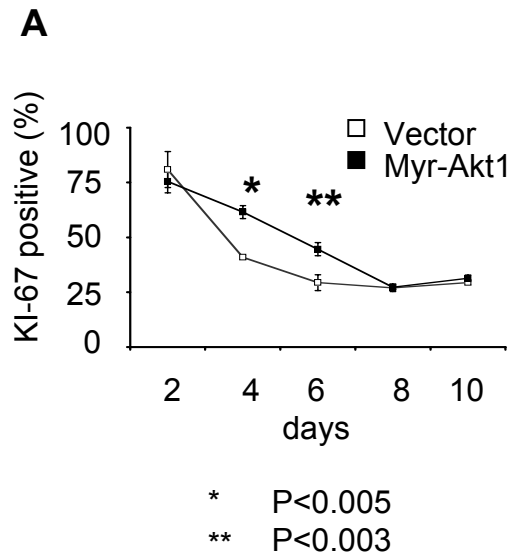 A
KI-67 positive (%)
100
75
50
25
0
Vector
Myr-Akt1
*
**
2 4 6 8 10
days
* P<0.005
** P<0.003